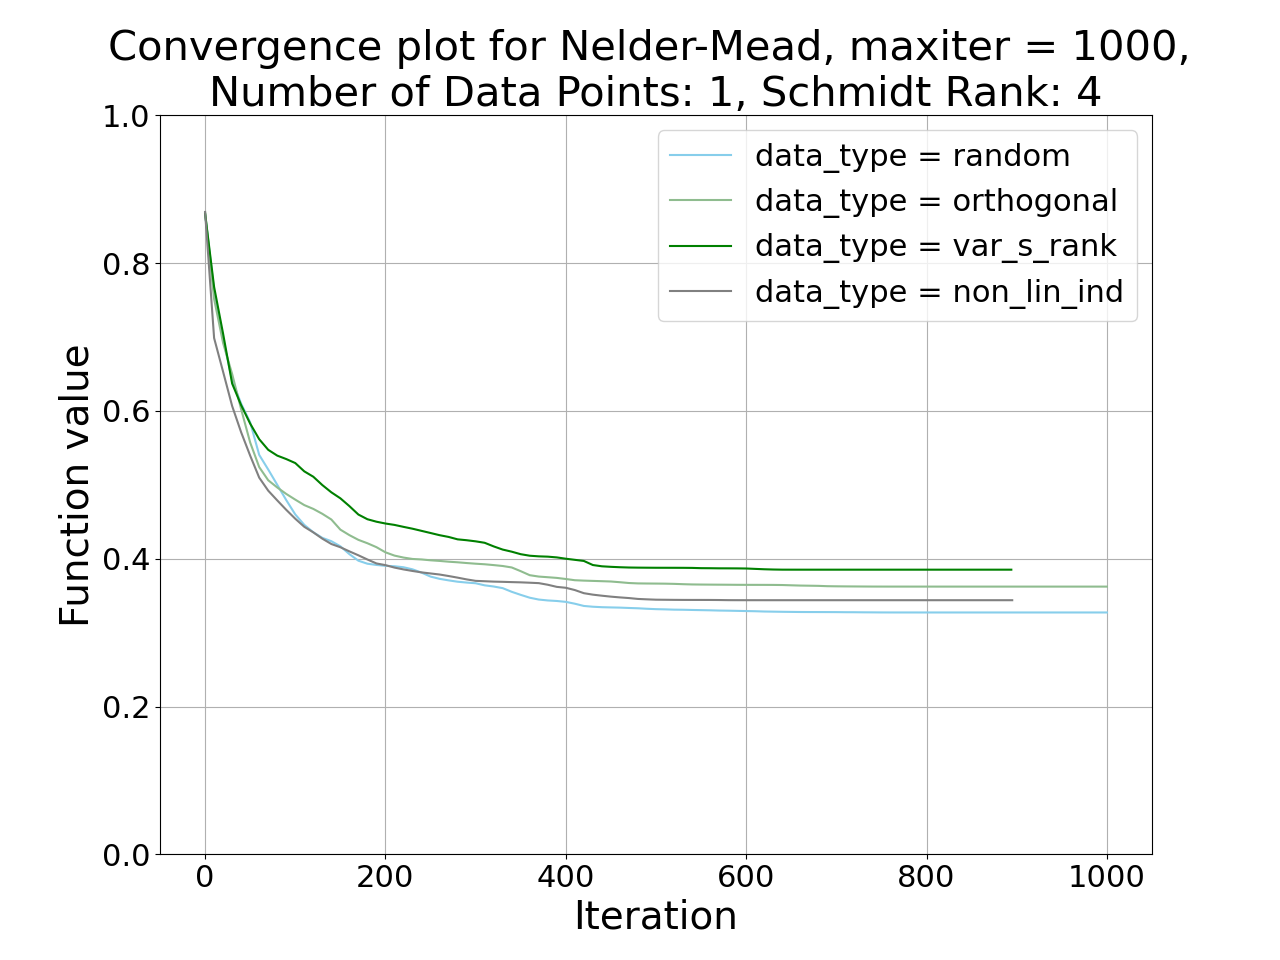 Convergence plot for Nelder-Mead, maxiter = 1000,
Number of Data Points: 1, Schmidt Rank: 4
1.0
0.8
0.6
0.4
0.2
0.0
Function value
data_type = random
data_type = orthogonal
data_type = var_s_rank
data_type = non_lin_ind
0
200
400
600
800
1000
Iteration